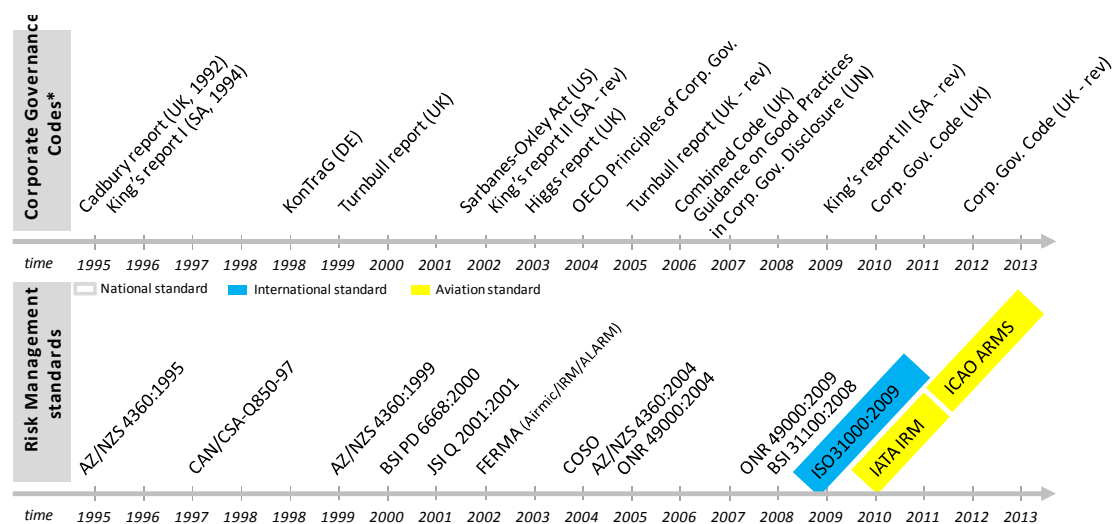 Corporate Governance
Codes*
Cadbury report (UK, 1992)
King's report I (SA, 1994)
KonTraG (DE)
Turnbull report (UK)
Sarbanes-Oxley Act (US)
King's report II (SA - rev)
Higgs report (UK)
OECD Principles of Corp. Gov.
Turnbull report (UK - rev)
Combined Code (UK)
Guidance on Good Practices
in Corp. Gov. Disclosure (UN)
King's report III (SA - rev)
Corp. Gov. Code (UK)
Corp. Gov. Code (UK - rev)
time 1995 1996 1997 1998 1998 1999 2000 2001 2002 2003 2004 2005 2006 2007 2008 2009 2010 2011 2012 2013
National standard International standard Aviation standard
Risk Management
standards
AZ/NZS 4360:1995
CAN/CSA-Q850-97
AZ/NZS 4360:1999
BSI PD 6668:2000
JSI Q 2001:2001
FERMA (Airmic/IRM/ALARM)
COSO
AZ/NZS 4360:2004
ONR 49000:2004
ONR 49000:2009
BSI 31100:2008
ISO31000:2009
IATA IRM
ICAO ARMS
time 1995 1996 1997 1998 1998 1999 2000 2001 2002 2003 2004 2005 2006 2007 2008 2009 2010 2011 2012 2013